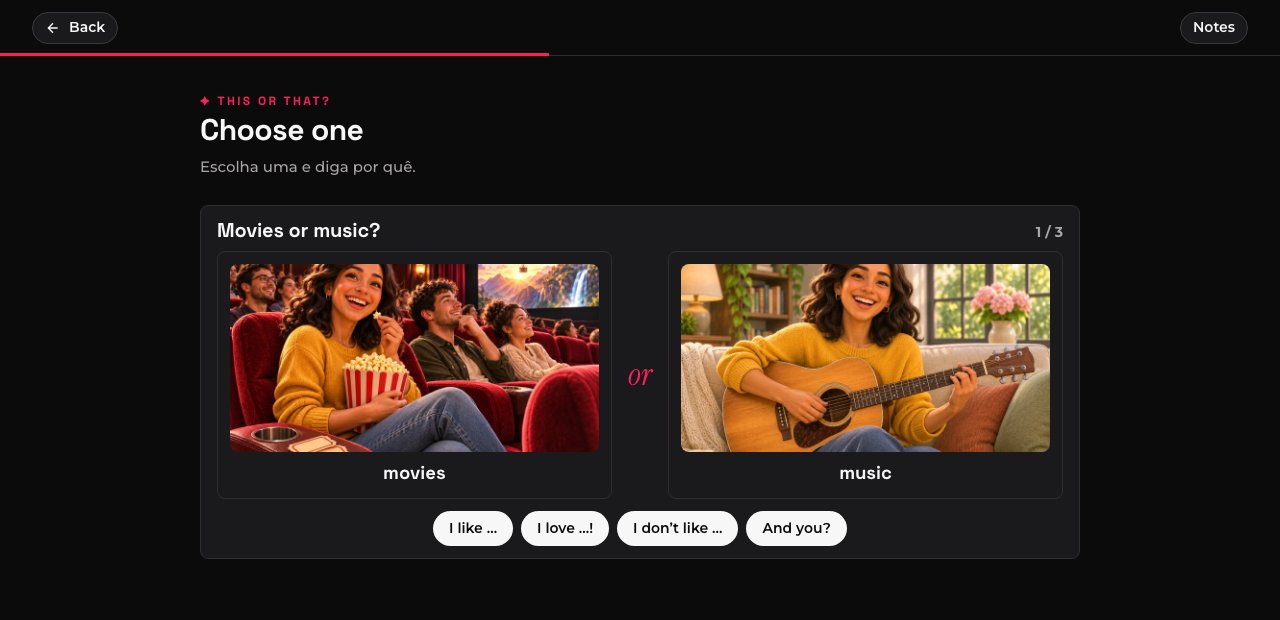 Back
Notes
THIS OR THAT?
Choose one
Escolha uma e diga por quê.
Movies or music?
1 / 3
or
movies
music
I like ...
I love ...!
I don’t like ...
And you?